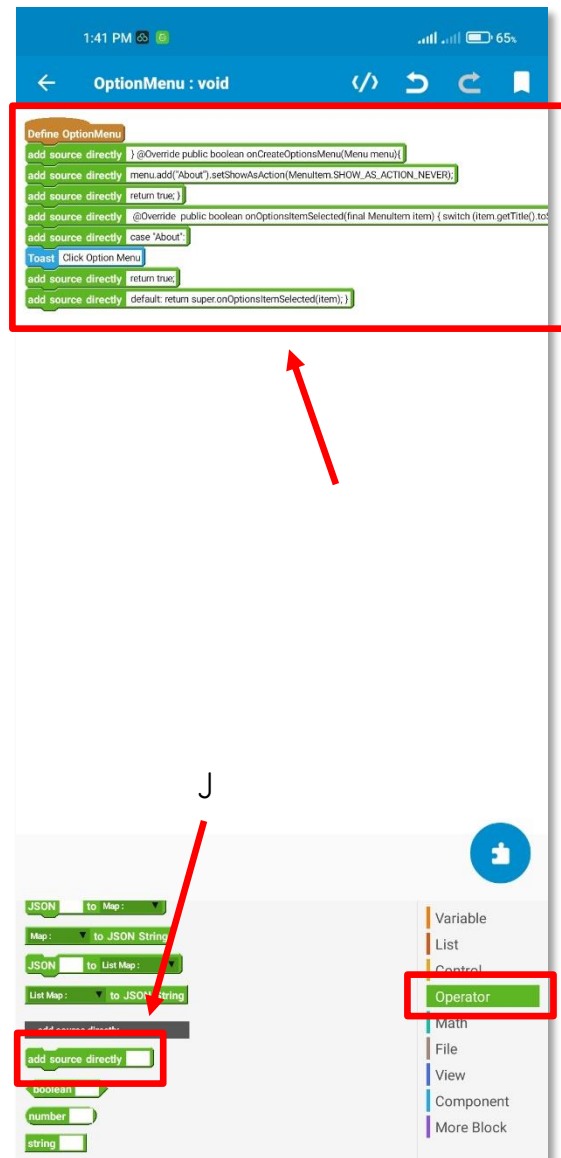 1:41 PM 65%
OptionMenu : void </>
Define OptionMenu
add source directly } @Override public boolean onCreateOptionsMenu(Menu menu){
add source directly menu.add("About").setShowAsAction(MenuItem.SHOW_AS_ACTION_NEVER);
add source directly return true; }
add source directly @Override public boolean onOptionsItemSelected(final MenuItem item) { switch (item.getTitle().toS
add source directly case "About":
Toast Click Option Menu
add source directly return true;
add source directly default: return super.onOptionsItemSelected(item); }
J
JSON to Map :
Map : to JSON String
JSON to List Map :
List Map : to JSON String
add source directly
add source directly
boolean
number
string
Variable
List
Control
Operator
Math
File
View
Component
More Block